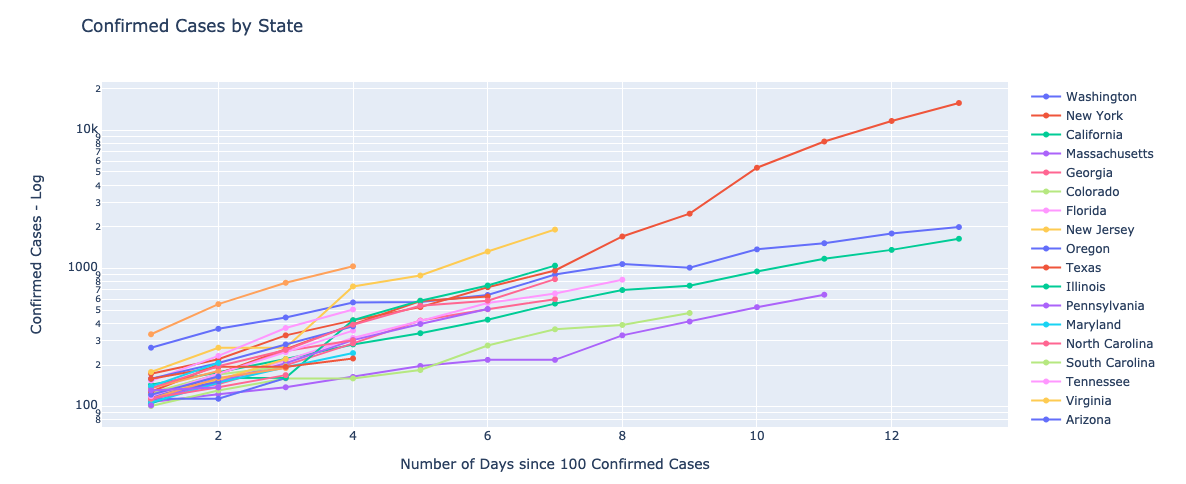 Confirmed Cases by State
Confirmed Cases - Log
2
10k
9
8
7
6
5
4
3
2
1000
9
8
7
6
5
4
3
2
100
9
8
2
4
6
8
10
12
Number of Days since 100 Confirmed Cases
Washington
New York
California
Massachusetts
Georgia
Colorado
Florida
New Jersey
Oregon
Texas
Illinois
Pennsylvania
Maryland
North Carolina
South Carolina
Tennessee
Virginia
Arizona